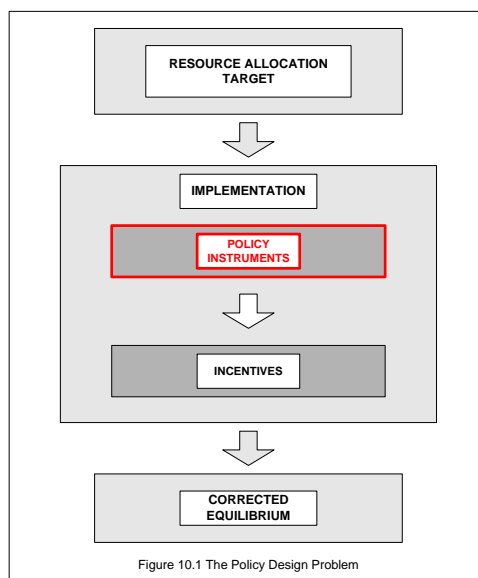 RESOURCE ALLOCATION
TARGET
IMPLEMENTATION
POLICY
INSTRUMENTS
INCENTIVES
CORRECTED
EQUILIBRIUM
Figure 10.1 The Policy Design Problem